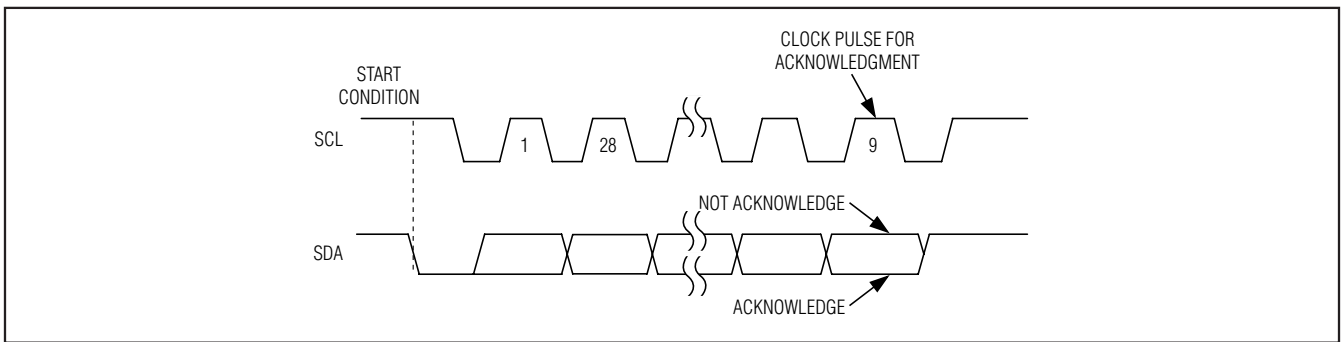 CLOCK PULSE FOR
ACKNOWLEDGMENT
START
CONDITION
SCL
1
28
9
NOT ACKNOWLEDGE
SDA
ACKNOWLEDGE